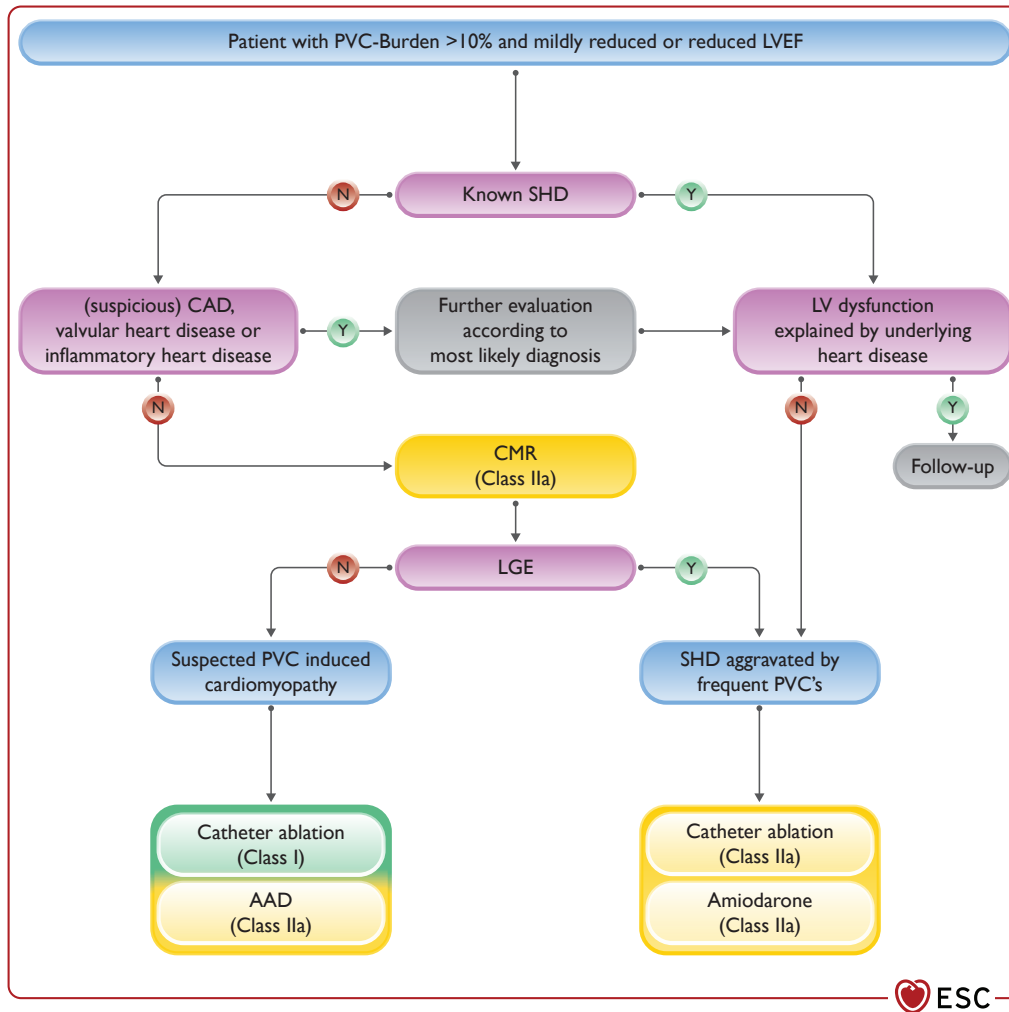 Patient with PVC-Burden >10% and mildly reduced or reduced LVEF
N
Known SHD
Y
(suspicious) CAD,
valvular heart disease or
inflammatory heart disease
Y
Further evaluation
according to
most likely diagnosis
LV dysfunction
explained by underlying
heart disease
N
N
Y
CMR
(Class IIa)
Follow-up
N
LGE
Y
Suspected PVC induced
cardiomyopathy
SHD aggravated by
frequent PVC's
Catheter ablation
(Class I)
AAD
(Class IIa)
Catheter ablation
(Class IIa)
Amiodarone
(Class IIa)
ESC